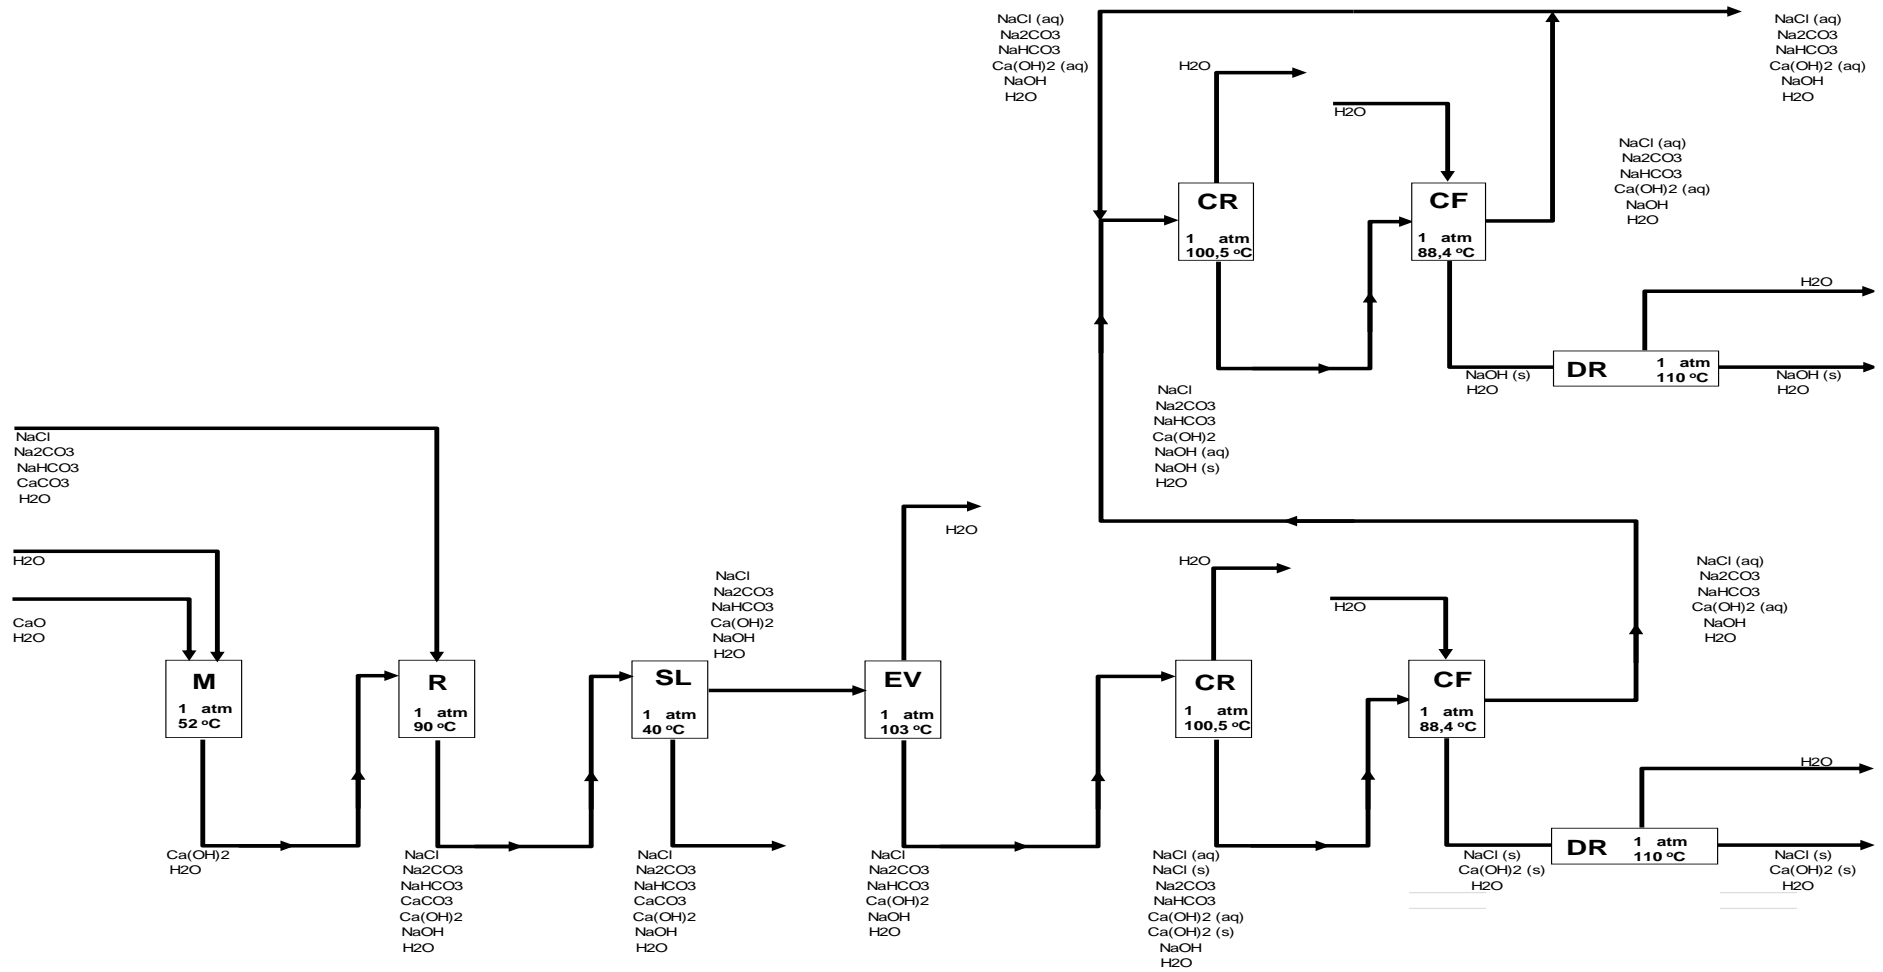 NaCl (aq)
Na2CO3
NaHCO3
Ca(OH)2 (aq)
NaOH
H2O
NaCl (aq)
Na2CO3
NaHCO3
Ca(OH)2 (aq)
NaOH
H2O
H2O
H2O
NaCl (aq)
Na2CO3
NaHCO3
Ca(OH)2 (aq)
NaOH
H2O
CR
1 atm
100,5 ºC
CF
1 atm
88,4 ºC
H2O
DR
1 atm
110 ºC
NaOH (s)
H2O
NaOH (s)
H2O
NaCl
Na2CO3
NaHCO3
Ca(OH)2
NaOH (aq)
NaOH (s)
H2O
NaCl
Na2CO3
NaHCO3
CaCO3
H2O
H2O
CaO
H2O
H2O
NaCl
Na2CO3
NaHCO3
Ca(OH)2
NaOH
H2O
H2O
H2O
NaCl (aq)
Na2CO3
NaHCO3
Ca(OH)2 (aq)
NaOH
H2O
M
1 atm
52 ºC
R
1 atm
90 ºC
SL
1 atm
40 ºC
EV
1 atm
103 ºC
CR
1 atm
100,5 ºC
CF
1 atm
88,4 ºC
H2O
DR
1 atm
110 ºC
Ca(OH)2
H2O
NaCl
Na2CO3
NaHCO3
CaCO3
Ca(OH)2
NaOH
H2O
NaCl
Na2CO3
NaHCO3
CaCO3
Ca(OH)2
NaOH
H2O
NaCl
Na2CO3
NaHCO3
Ca(OH)2
NaOH
H2O
NaCl (aq)
NaCl (s)
Na2CO3
NaHCO3
Ca(OH)2 (aq)
Ca(OH)2 (s)
NaOH
H2O
NaCl (s)
Ca(OH)2 (s)
H2O
NaCl (s)
Ca(OH)2 (s)
H2O